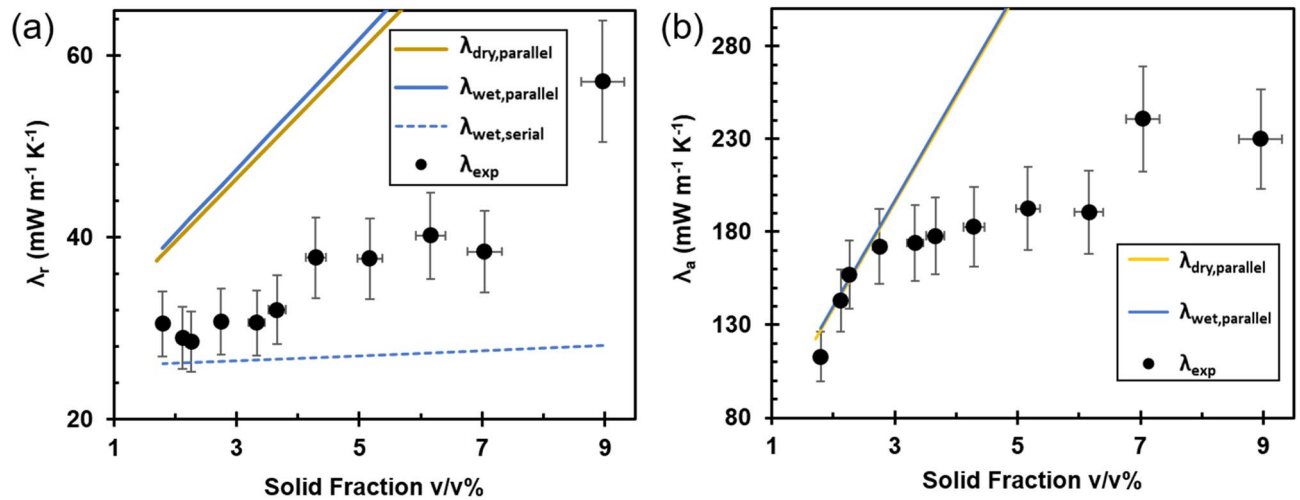 (a)
λr (mW m-1 K-1)
60
40
20
1 3 5 7 9
Solid Fraction v/v%
λdry,parallel
λwet,parallel
λwet,serial
λexp
(b)
λa (mW m-1 K-1)
280
230
180
130
80
1 3 5 7 9
Solid Fraction v/v%
λdry,parallel
λwet,parallel
λexp